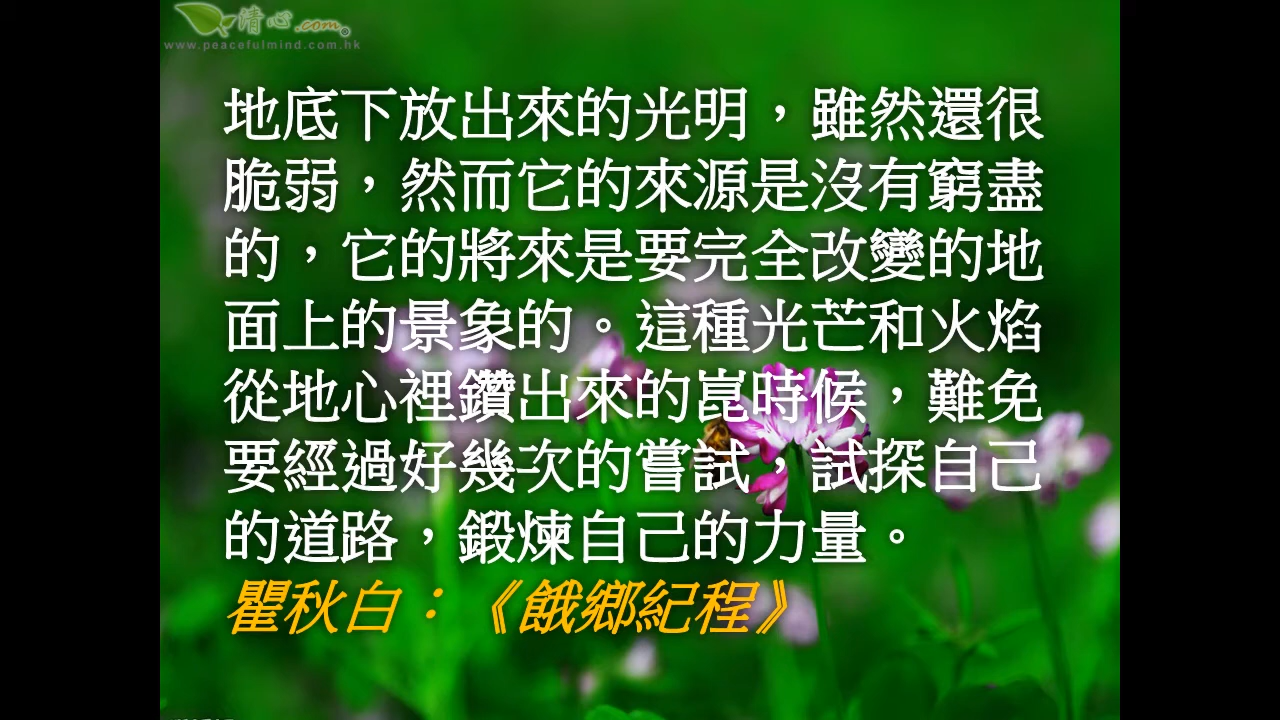 清心.com
www.peacefulmind.com.hk
地底下放出來的光明，雖然還很
脆弱，然而它的來源是沒有窮盡
的，它的將來是要完全改變的地
面上的景象的。這種光芒和火焰
從地心裡鑽出來的崑時候，難免
要經過好幾次的嘗試，試探自己
的道路，鍛煉自己的力量。
瞿秋白：《餓鄉紀程》